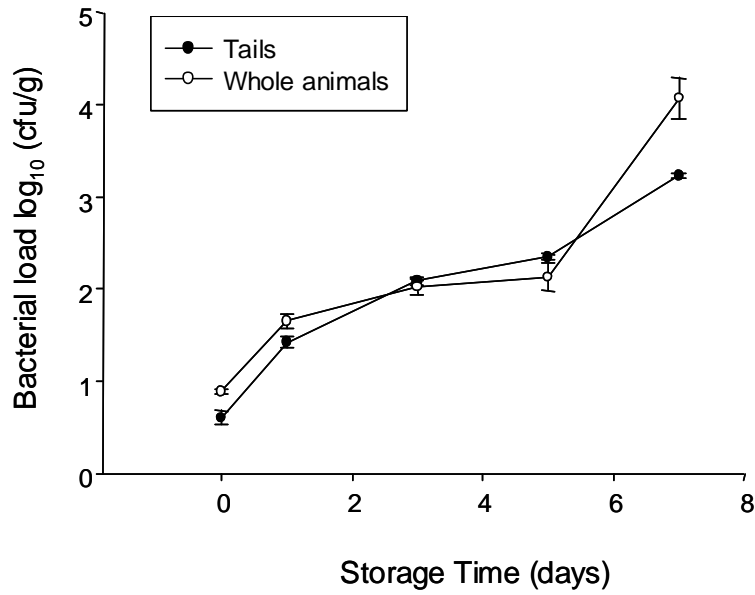 5
4
3
2
1
0
Bacterial load log₁₀ (cfu/g)
Tails
Whole animals
0 2 4 6 8
Storage Time (days)